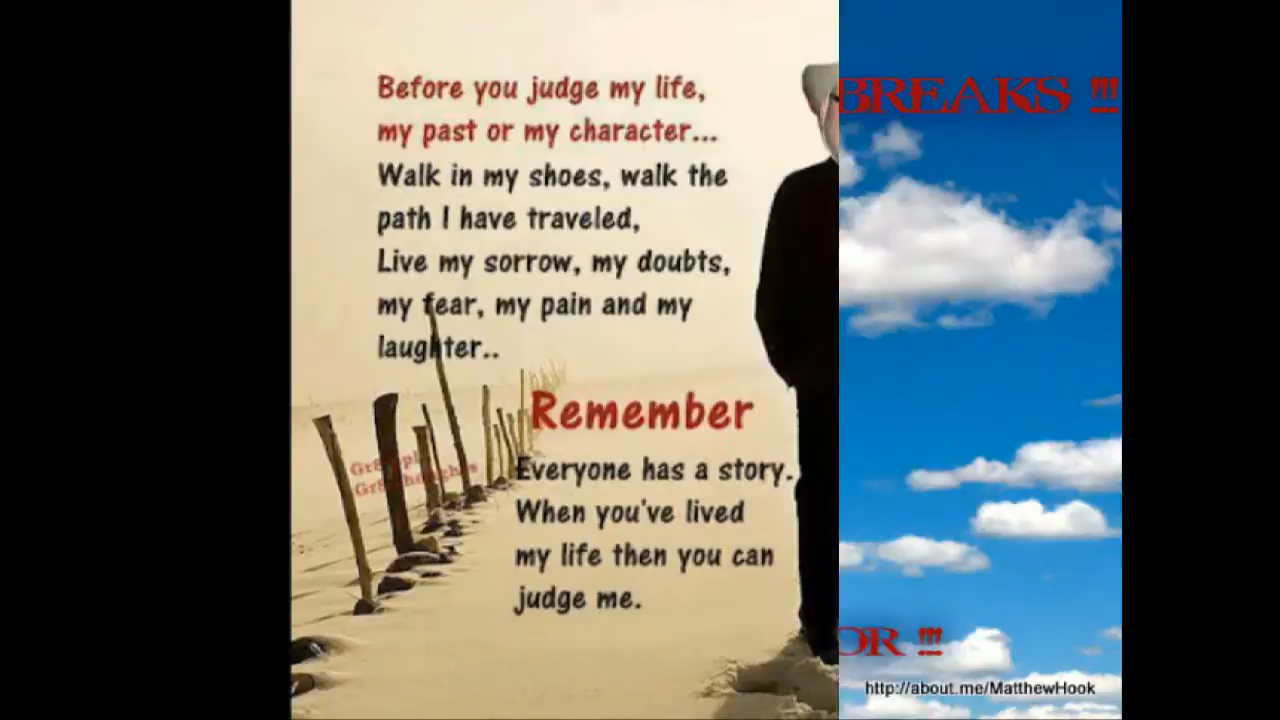 Before you judge my life,
my past or my character...
Walk in my shoes, walk the
path I have traveled,
Live my sorrow, my doubts,
my fear, my pain and my
laughter..
Remember
Everyone has a story.
When you've lived
my life then you can
judge me.
BREAKS !!!
OR !!!
http://about.me/MatthewHook